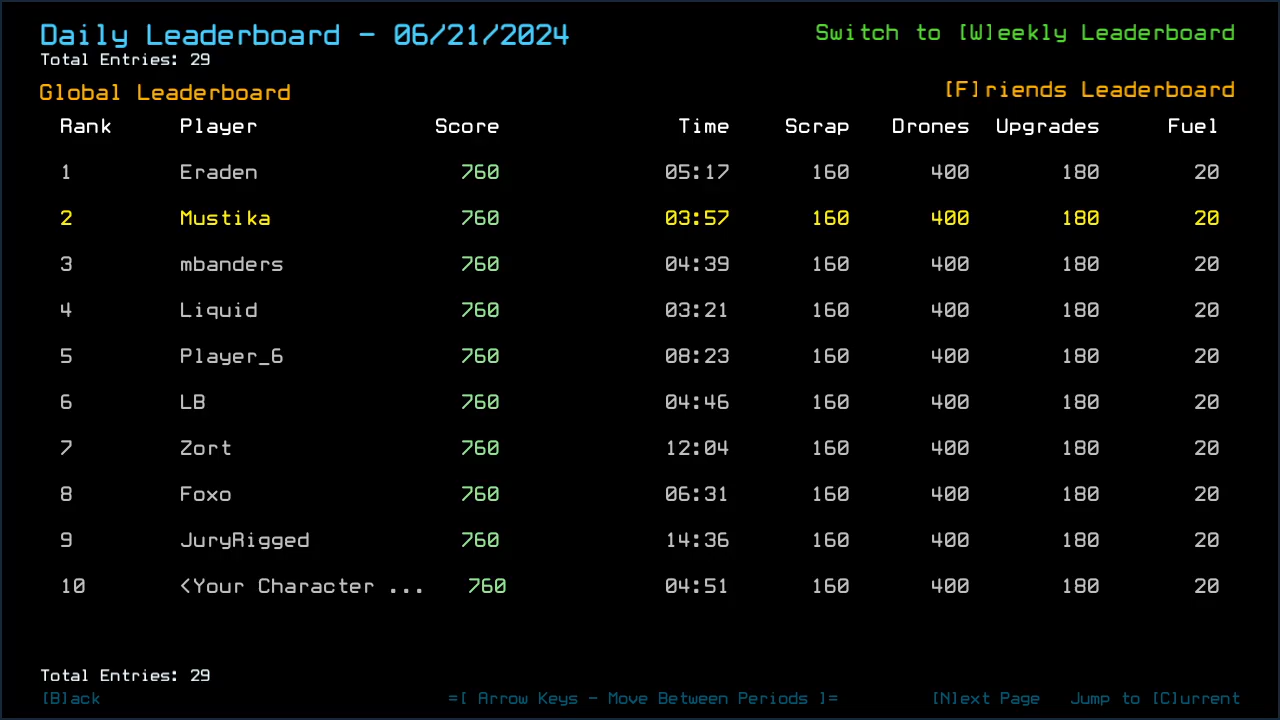 Daily Leaderboard - 06/21/2024 Switch to [W]eekly Leaderboard
Total Entries: 29
Global Leaderboard [F]riends Leaderboard
Rank Player Score Time Scrap Drones Upgrades Fuel
1 Eraden 760 05:17 160 400 180 20
2 Mustika 760 03:57 160 400 180 20
3 mbanders 760 04:39 160 400 180 20
4 Liquid 760 03:21 160 400 180 20
5 Player_6 760 08:23 160 400 180 20
6 LB 760 04:46 160 400 180 20
7 Zort 760 12:04 160 400 180 20
8 Foxo 760 06:31 160 400 180 20
9 JuryRigged 760 14:36 160 400 180 20
10 <Your Character ... 760 04:51 160 400 180 20
Total Entries: 29
[B]ack =[ Arrow Keys - Move Between Periods ]= [N]ext Page Jump to [C]urrent